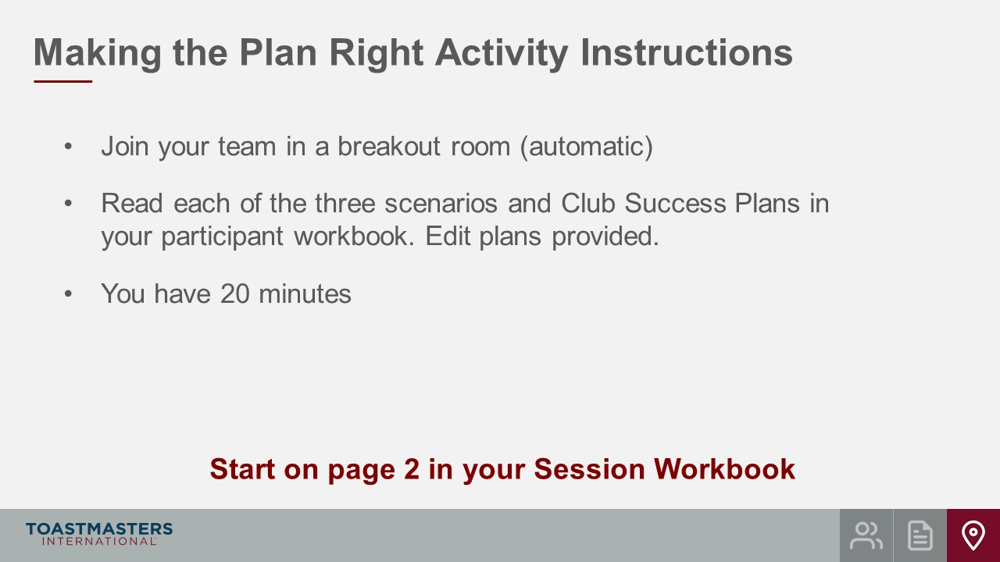 Making the Plan Right Activity Instructions
• Join your team in a breakout room (automatic)
• Read each of the three scenarios and Club Success Plans in
your participant workbook. Edit plans provided.
• You have 20 minutes
Start on page 2 in your Session Workbook
TOASTMASTERS
INTERNATIONAL